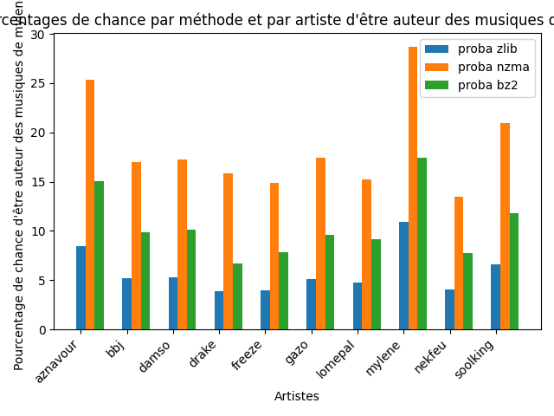 centages de chance par méthode et par artiste d'être auteur des musiques d
Pourcentage de chance d'être auteur des musiques de mylen
30
25
20
15
10
5
0
proba zlib
proba nzma
proba bz2
aznavour
bbj
damso
drake
freeze
gazo
lomepal
mylene
nekfeu
soolking
Artistes